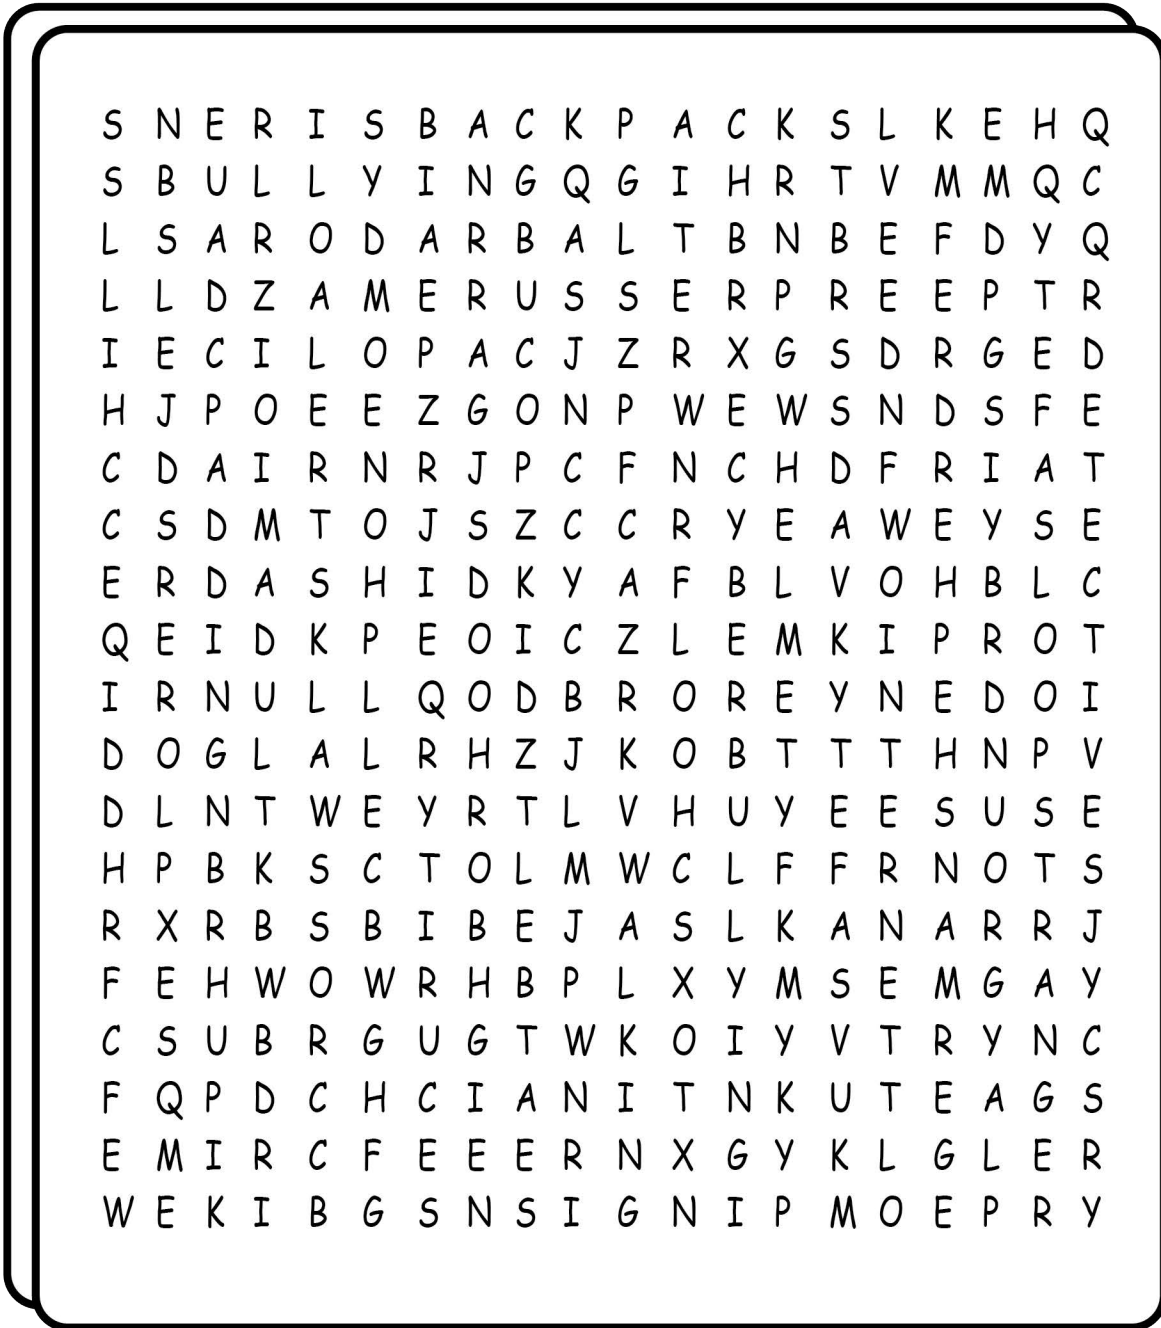 S N E R I S B A C K P A C K S L K E H Q
S B U L L Y I N G Q G I H R T V M M Q C
L S A R O D A R B A L T B N B E F D Y Q
L L D Z A M E R U S S E R P R E E P T R
I E C I L O P A C J Z R X G S D R G E D
H J P O E E Z G O N P W E W S N D S F E
C D A I R N R J P C F N C H D F R I A T
C S D M T O J S Z C C R Y E A W E Y S E
E R D A S H I D K Y A F B L V O H B L C
Q E I D K P E O I C Z L E M K I P R O T
I R N U L L Q O D B R O R E Y N E D O I
D O G L A L R H Z J K O B T T T H N P V
D L N T W E Y R T L V H U Y E E S U S E
H P B K S C T O L M W C L F F R N O T S
R X R B S B I B E J A S L K A N A R R J
F E H W O W R H B P L X Y M S E M G A Y
C S U B R G U G T W K O I Y V T R Y N C
F Q P D C H C I A N I T N K U T E A G S
E M I R C F E E E R N X G Y K L G L E R
W E K I B G S N S I G N I P M O E P R Y